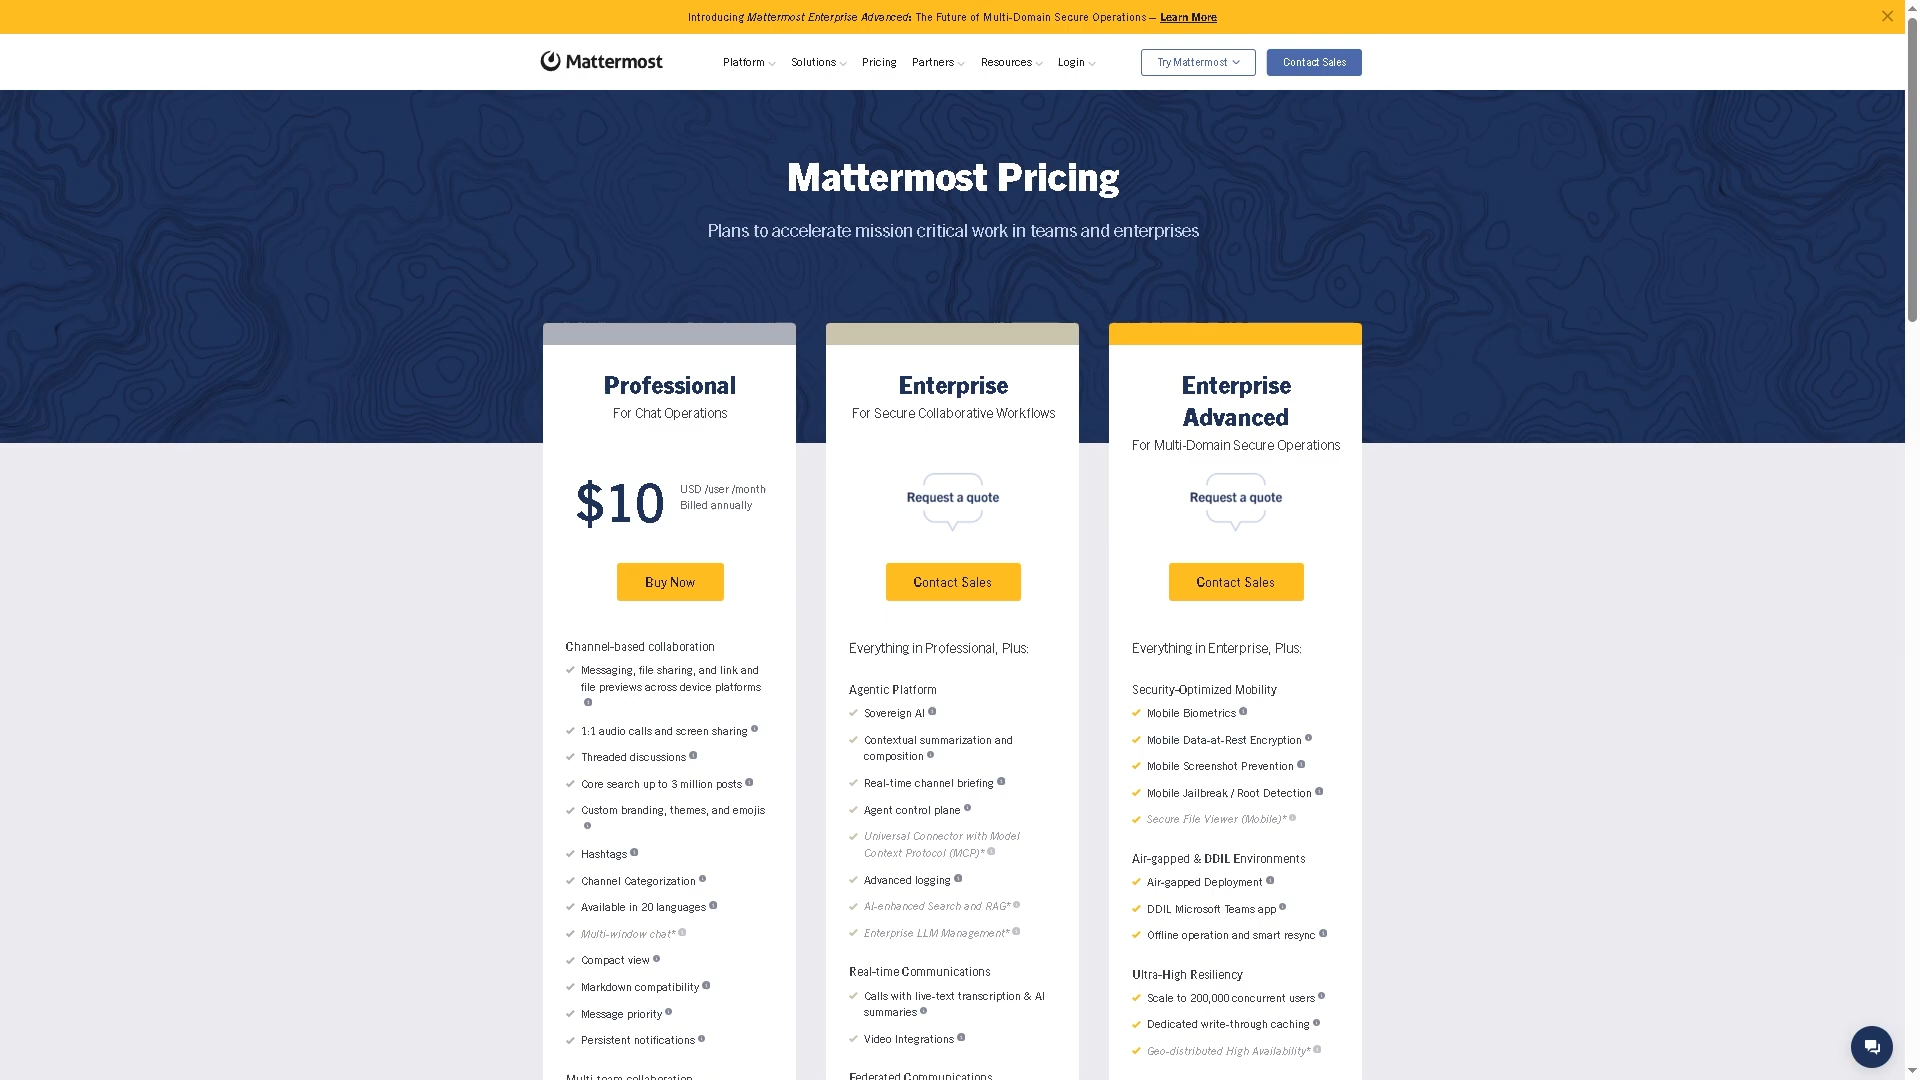 Introducing Mattermost Enterprise Advanced: The Future of Multi-Domain Secure Operations – Learn More
Mattermost
Platform
Solutions
Pricing
Partners
Resources
Login
Try Mattermost
Contact Sales
Mattermost Pricing
Plans to accelerate mission critical work in teams and enterprises
Professional
For Chat Operations
$10
USD /user /month
Billed annually
Buy Now
Channel-based collaboration
Messaging, file sharing, and link and
file previews across device platforms
1:1 audio calls and screen sharing
Threaded discussions
Core search up to 3 million posts
Custom branding, themes, and emojis
Hashtags
Channel Categorization
Available in 20 languages
Multi-window chat*
Compact view
Markdown compatibility
Message priority
Persistent notifications
Multi-team collaboration
Enterprise
For Secure Collaborative Workflows
Request a quote
Contact Sales
Everything in Professional, Plus:
Agentic Platform
Sovereign AI
Contextual summarization and
composition
Real-time channel briefing
Agent control plane
Universal Connector with Model
Context Protocol (MCP)*
Advanced logging
AI-enhanced Search and RAG*
Enterprise LLM Management*
Real-time Communications
Calls with live-text transcription & AI
summaries
Video Integrations
Federated Communications
Enterprise
Advanced
For Multi-Domain Secure Operations
Request a quote
Contact Sales
Everything in Enterprise, Plus:
Security-Optimized Mobility
Mobile Biometrics
Mobile Data-at-Rest Encryption
Mobile Screenshot Prevention
Mobile Jailbreak / Root Detection
Secure File Viewer (Mobile)*
Air-gapped & DDIL Environments
Air-gapped Deployment
DDIL Microsoft Teams app
Offline operation and smart resync
Ultra-High Resiliency
Scale to 200,000 concurrent users
Dedicated write-through caching
Geo-distributed High Availability*